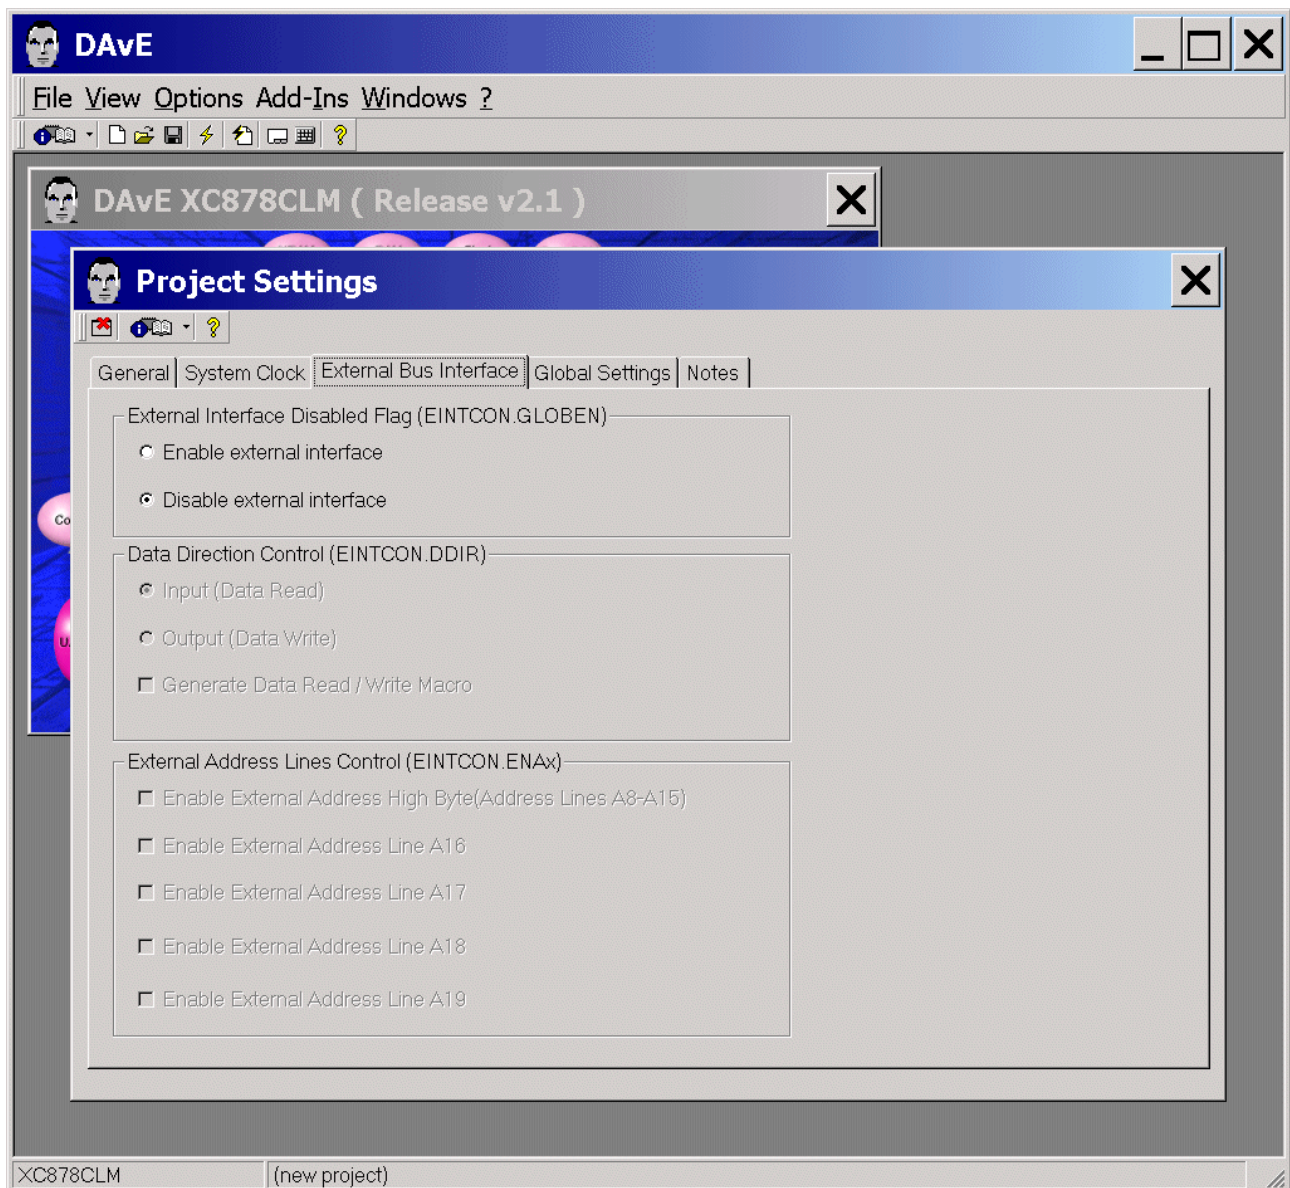 DAvE
File View Options Add-Ins Windows ?
DAvE XC878CLM ( Release v2.1 )
Project Settings
General System Clock External Bus Interface Global Settings Notes
External Interface Disabled Flag (EINTCON.GLOBEN)
Enable external interface
Disable external interface
Data Direction Control (EINTCON.DDIR)
Input (Data Read)
Output (Data Write)
Generate Data Read / Write Macro
External Address Lines Control (EINTCON.ENAx)
Enable External Address High Byte(Address Lines A8-A15)
Enable External Address Line A16
Enable External Address Line A17
Enable External Address Line A18
Enable External Address Line A19
XC878CLM (new project)